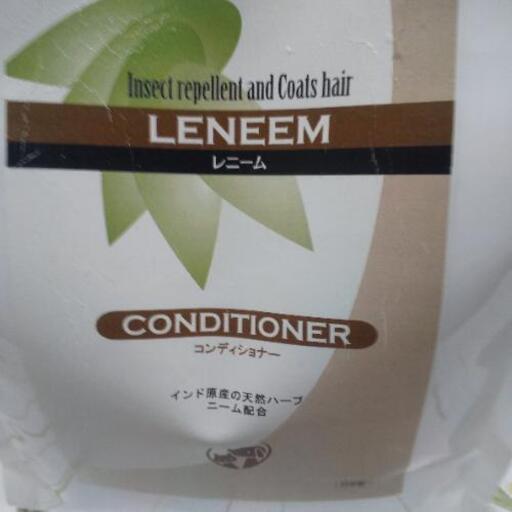 Insect repellent and Coats hair
LENEEM
レニーム
CONDITIONER
コンディショナー
インド原産の天然ハーブ
ニーム配合